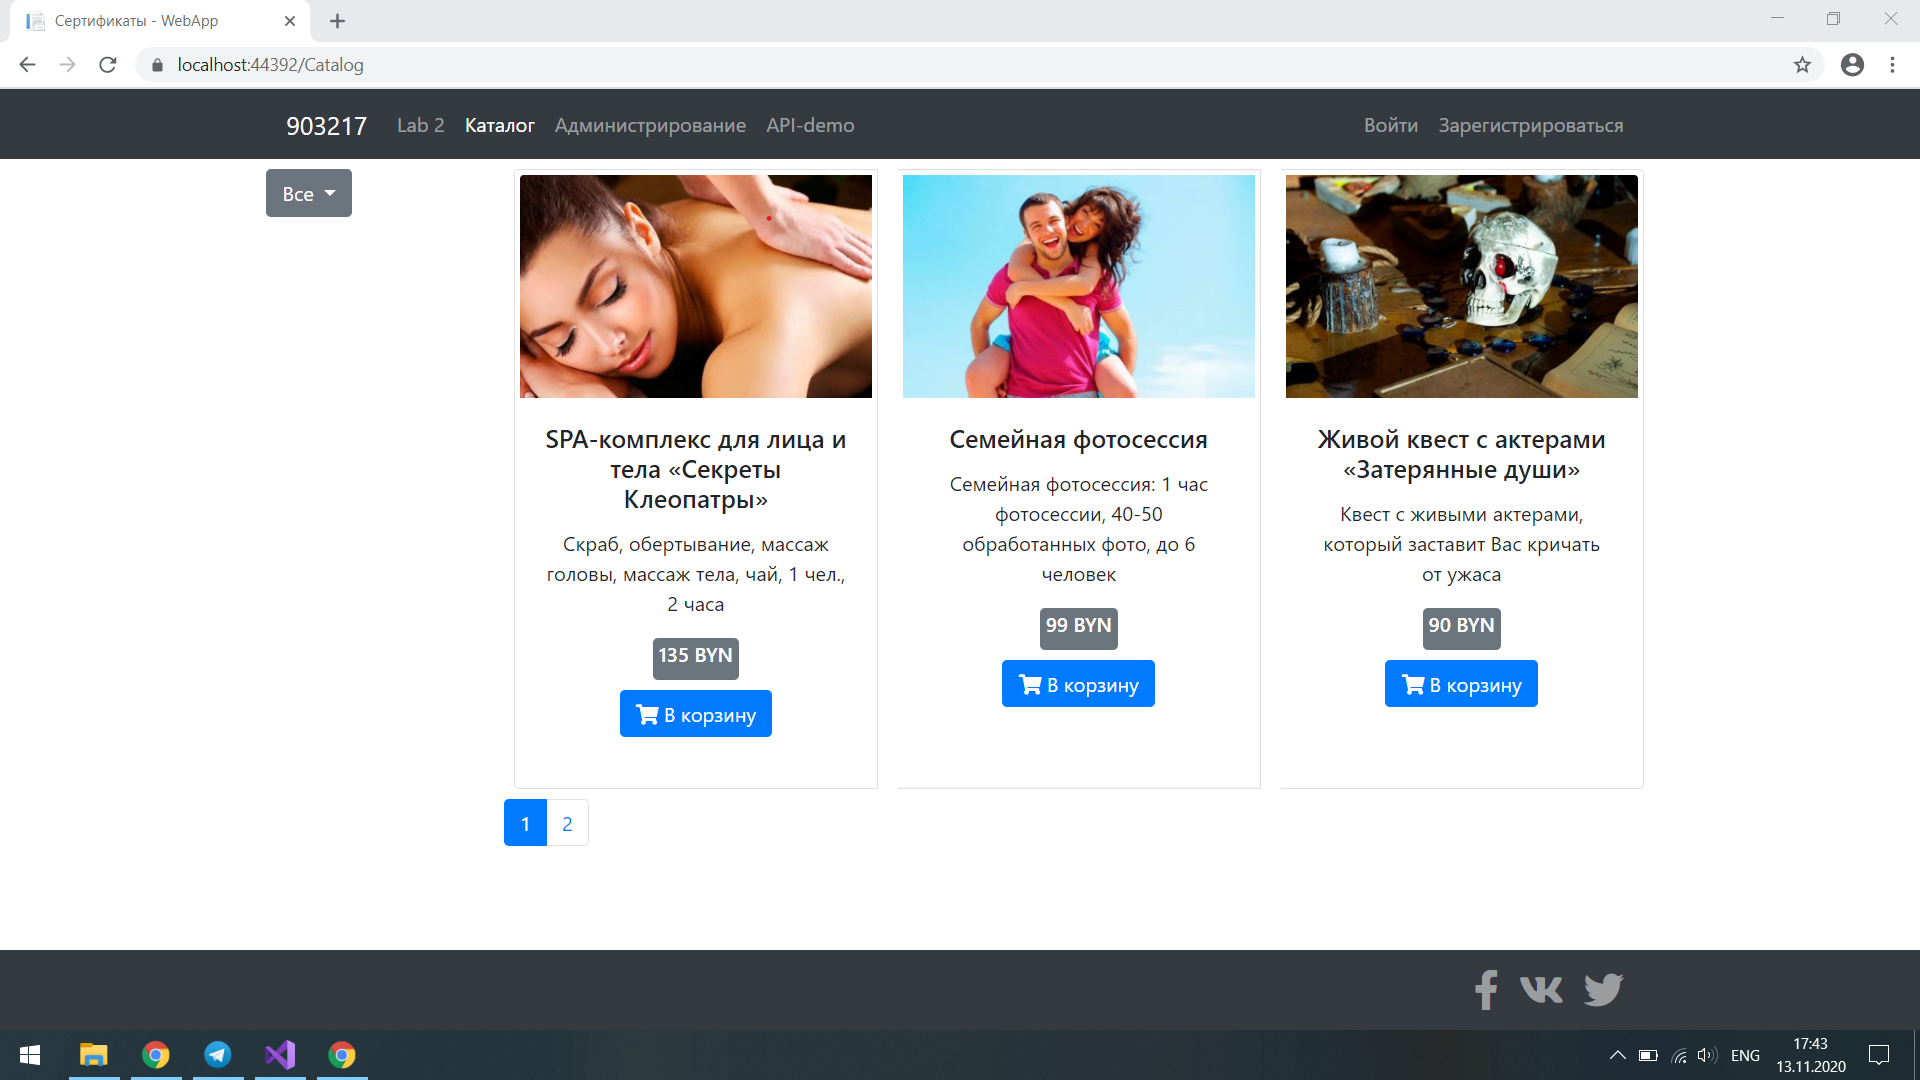 Сертификаты - WebApp
localhost:44392/Catalog
903217 Lab 2 Каталог Администрирование API-demo Войти Зарегистрироваться
Все
SPA-комплекс для лица и
тела «Секреты
Клеопатры»
Скраб, обертывание, массаж
головы, массаж тела, чай, 1 чел.,
2 часа
135 BYN
В корзину
Семейная фотосессия
Семейная фотосессия: 1 час
фотосессии, 40-50
обработанных фото, до 6
человек
99 BYN
В корзину
Живой квест с актерами
«Затерянные души»
Квест с живыми актерами,
который заставит Вас кричать
от ужаса
90 BYN
В корзину
1 2
ENG
17:43
13.11.2020